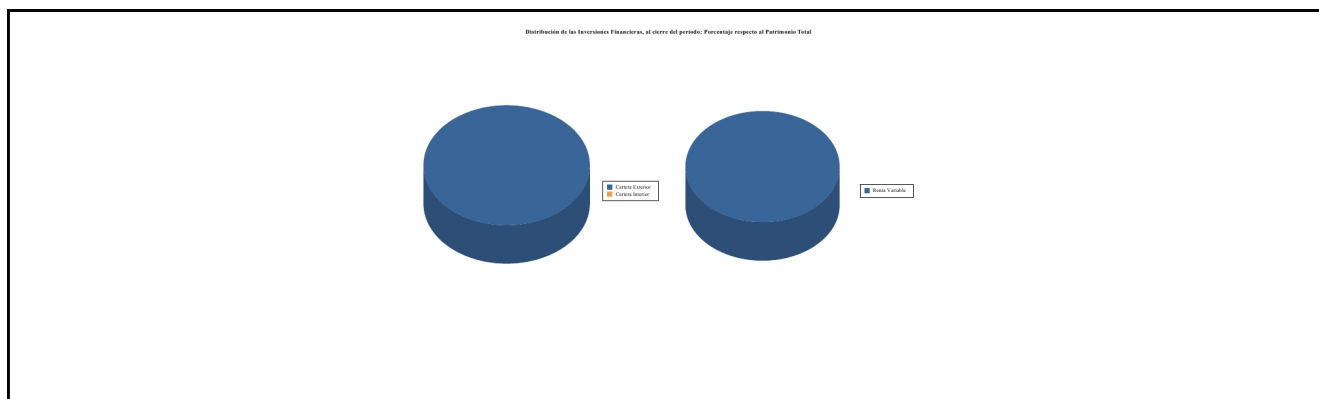 Distribución de las Inversiones Financieras, al cierre del período: Porcentaje respecto al Patrimonio Total
Cartera Exterior
Cartera Interior
Renta Variable